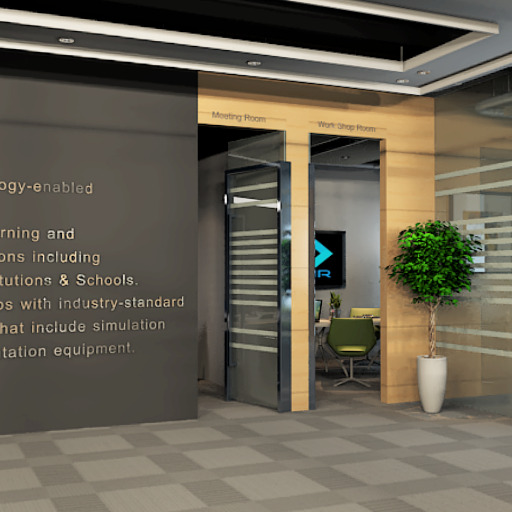 ogy-enabled
rning and
ons including
tutions & Schools.
os with industry-standard
hat include simulation
tation equipment.
Meeting Room
Work Shop Room